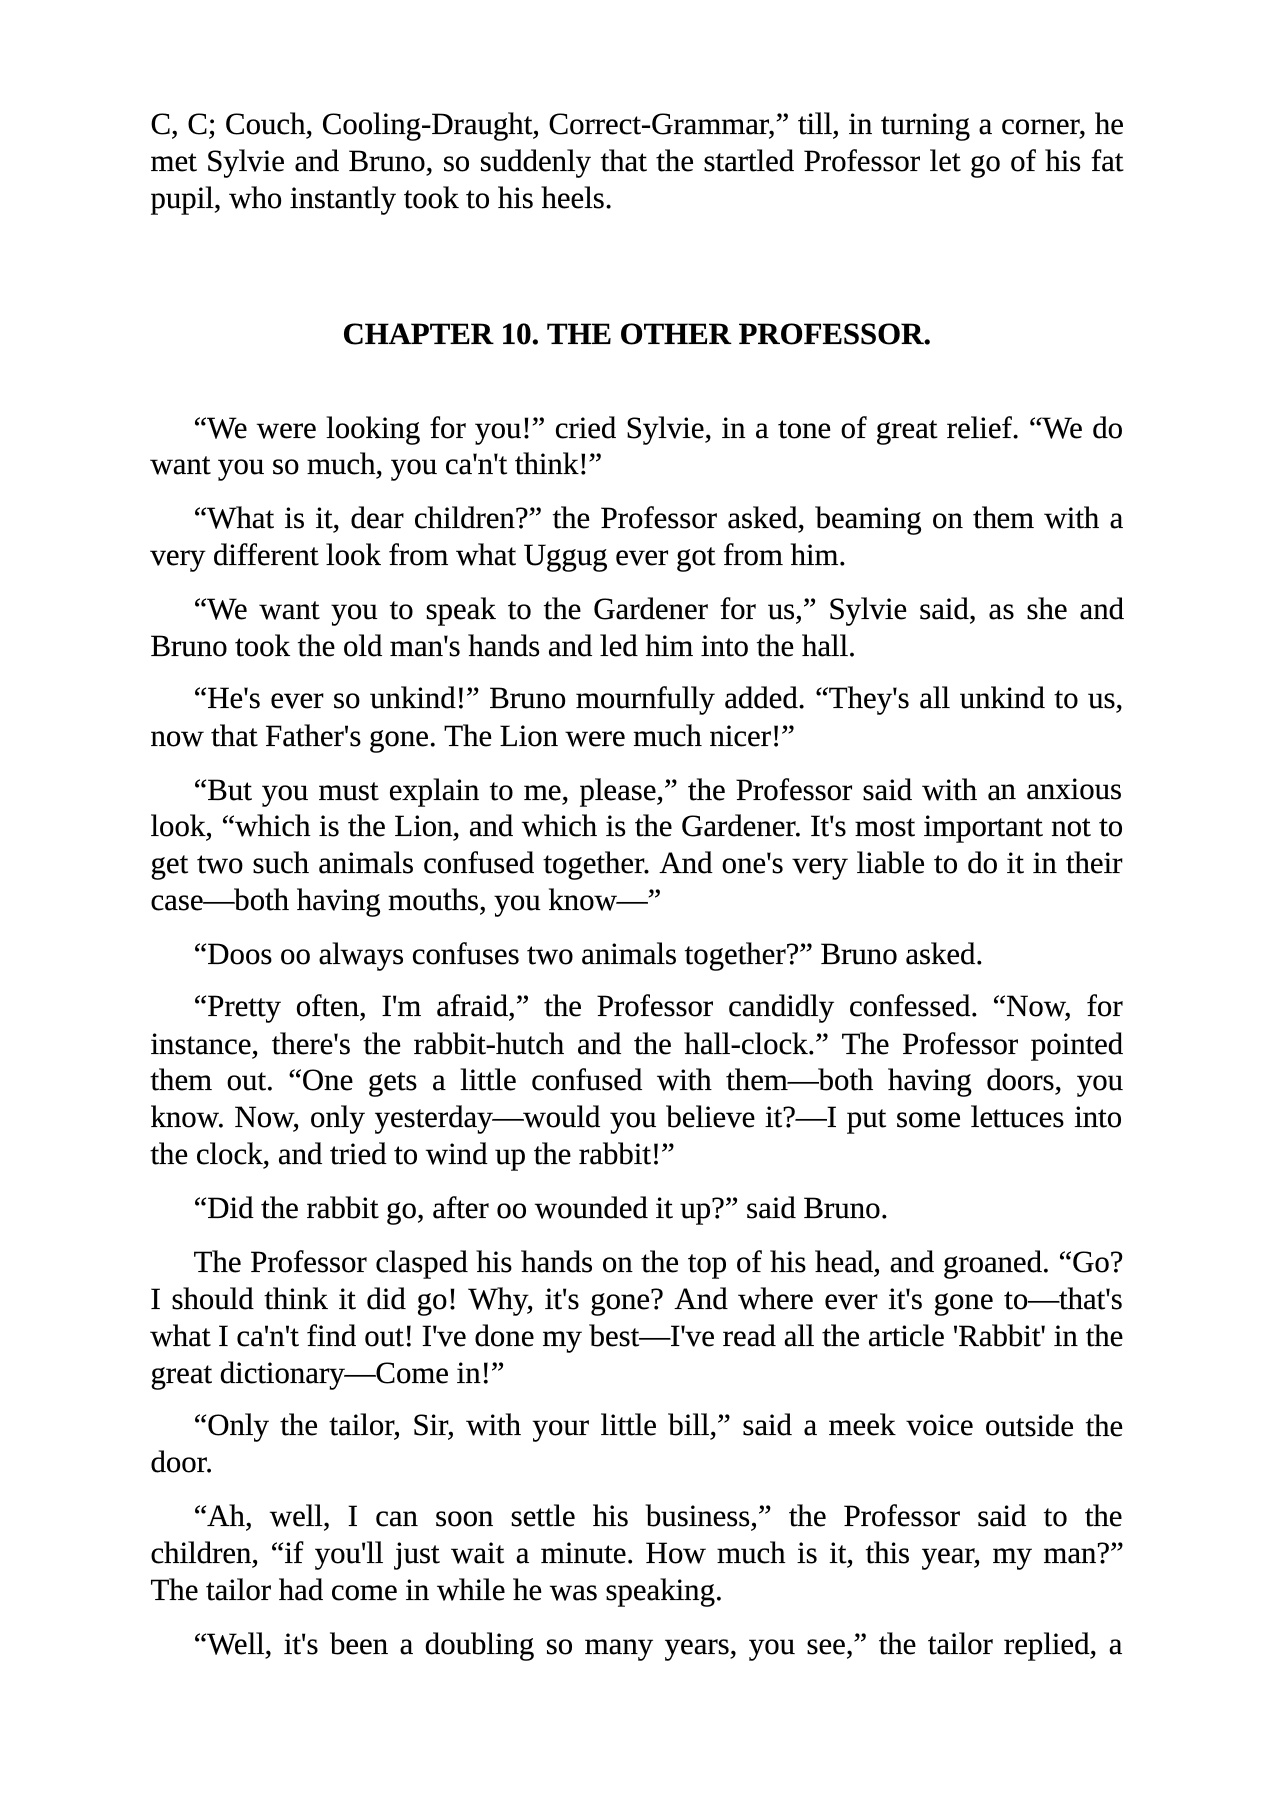 C, C; Couch, Cooling-Draught, Correct-Grammar,” till, in turning a corner, he
met Sylvie and Bruno, so suddenly that the startled Professor let go of his fat
pupil, who instantly took to his heels.
CHAPTER 10. THE OTHER PROFESSOR.
“We were looking for you!” cried Sylvie, in a tone of great relief. “We do
want you so much, you ca'n't think!”
“What is it, dear children?” the Professor asked, beaming on them with a
very different look from what Uggug ever got from him.
“We want you to speak to the Gardener for us,” Sylvie said, as she and
Bruno took the old man's hands and led him into the hall.
“He's ever so unkind!” Bruno mournfully added. “They's all unkind to us,
now that Father's gone. The Lion were much nicer!”
“But you must explain to me, please,” the Professor said with an anxious
look, “which is the Lion, and which is the Gardener. It's most important not to
get two such animals confused together. And one's very liable to do it in their
case—both having mouths, you know—”
“Doos oo always confuses two animals together?” Bruno asked.
“Pretty often, I'm afraid,” the Professor candidly confessed. “Now, for
instance, there's the rabbit-hutch and the hall-clock.” The Professor pointed
them out. “One gets a little confused with them—both having doors, you
know. Now, only yesterday—would you believe it?—I put some lettuces into
the clock, and tried to wind up the rabbit!”
“Did the rabbit go, after oo wounded it up?” said Bruno.
The Professor clasped his hands on the top of his head, and groaned. “Go?
I should think it did go! Why, it's gone? And where ever it's gone to—that's
what I ca'n't find out! I've done my best—I've read all the article 'Rabbit' in the
great dictionary—Come in!”
“Only the tailor, Sir, with your little bill,” said a meek voice outside the
door.
“Ah, well, I can soon settle his business,” the Professor said to the
children, “if you'll just wait a minute. How much is it, this year, my man?”
The tailor had come in while he was speaking.
“Well, it's been a doubling so many years, you see,” the tailor replied, a